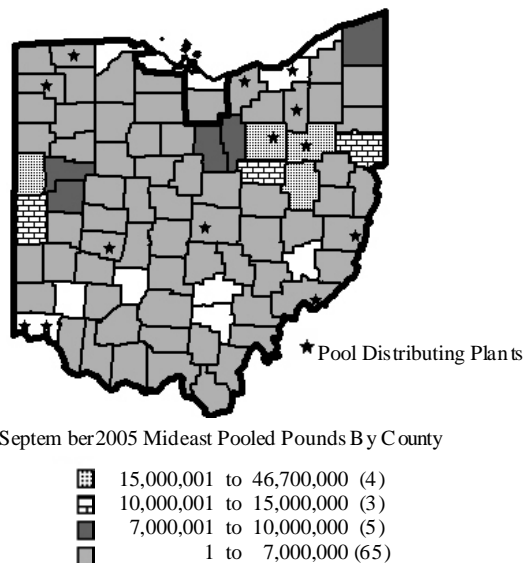 ★ Pool Distributing Plants
September 2005 Mideast Pooled Pounds By County
15,000,001 to 46,700,000 (4)
10,000,001 to 15,000,000 (3)
7,000,001 to 10,000,000 (5)
1 to 7,000,000 (65)